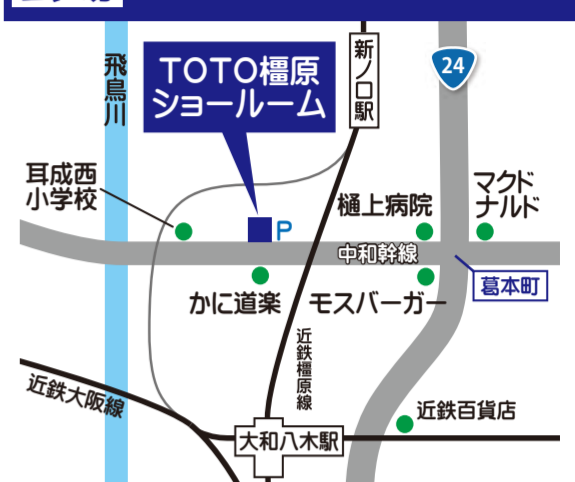 飛鳥川
TOTO橿原
ショールーム
新ノ口駅
24
耳成西
小学校
P
樋上病院
マクド
ナルド
中和幹線
葛本町
かに道楽
モスバーガー
近鉄橿原線
近鉄大阪線
大和八木駅
近鉄百貨店